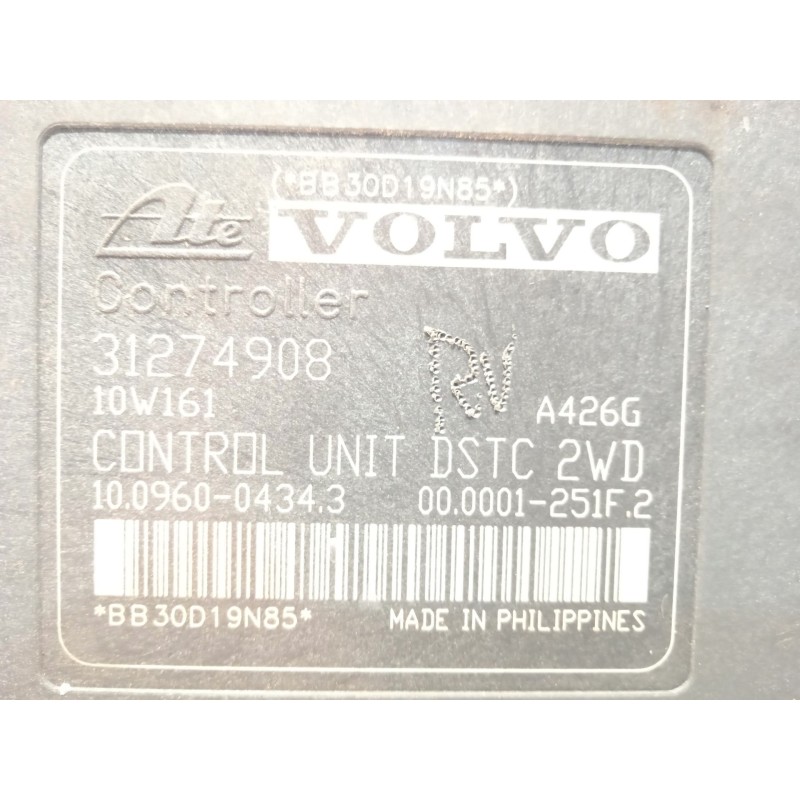 (*BB30D19N85*)
Ate VOLVO
Controller
31274908
RV
10W161 A426G
CONTROL UNIT DSTC 2WD
10.0960-0434.3 00.0001-251F.2
*BB30D19N85* MADE IN PHILIPPINES